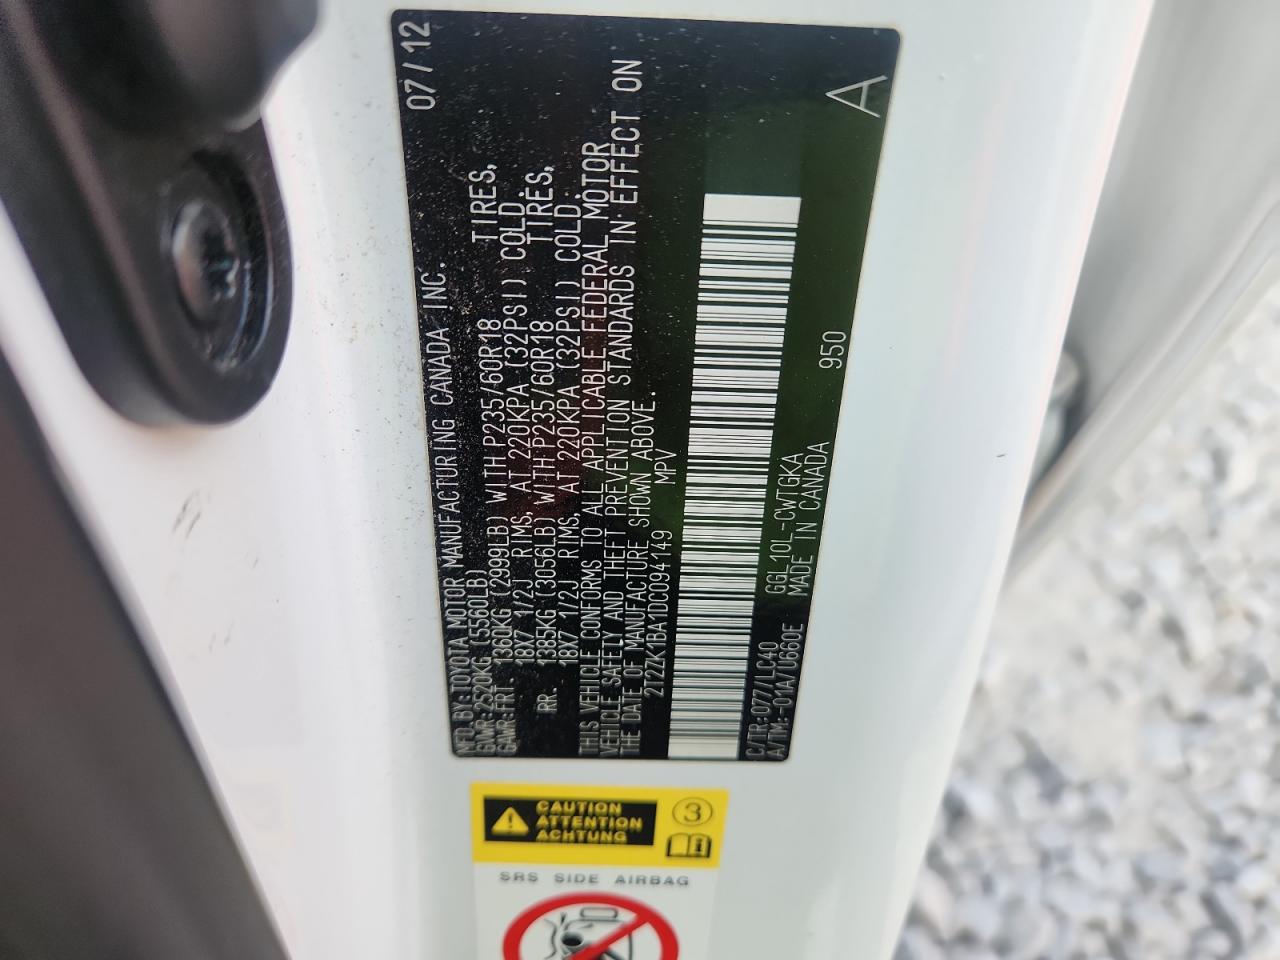 MFD.BY:TOYOTA MOTOR MANUFACTURING CANADA INC. 07/12
GVWR:2520KG (5560LB)
GAWR:FRT. 1360KG (2999LB) WITH P235/60R18 TIRES,
18X7 1/2J RIMS, AT 220KPA (32PSI) COLD.
RR. 1385KG (3056LB) WITH P235/60R18 TIRES,
18X7 1/2J RIMS, AT 220KPA (32PSI) COLD.
THIS VEHICLE CONFORMS TO ALL APPLICABLE FEDERAL MOTOR
VEHICLE SAFETY AND THEFT PREVENTION STANDARDS IN EFFECT ON
THE DATE OF MANUFACTURE SHOWN ABOVE.
2T2ZK1BA1DC094149 MPV
C/TR:077/LC40 GGL10L-CWTGKA 950
A/TM:-01A/U660E MADE IN CANADA
A
CAUTION
ATTENTION
ACHTUNG
3
SRS SIDE AIRBAG